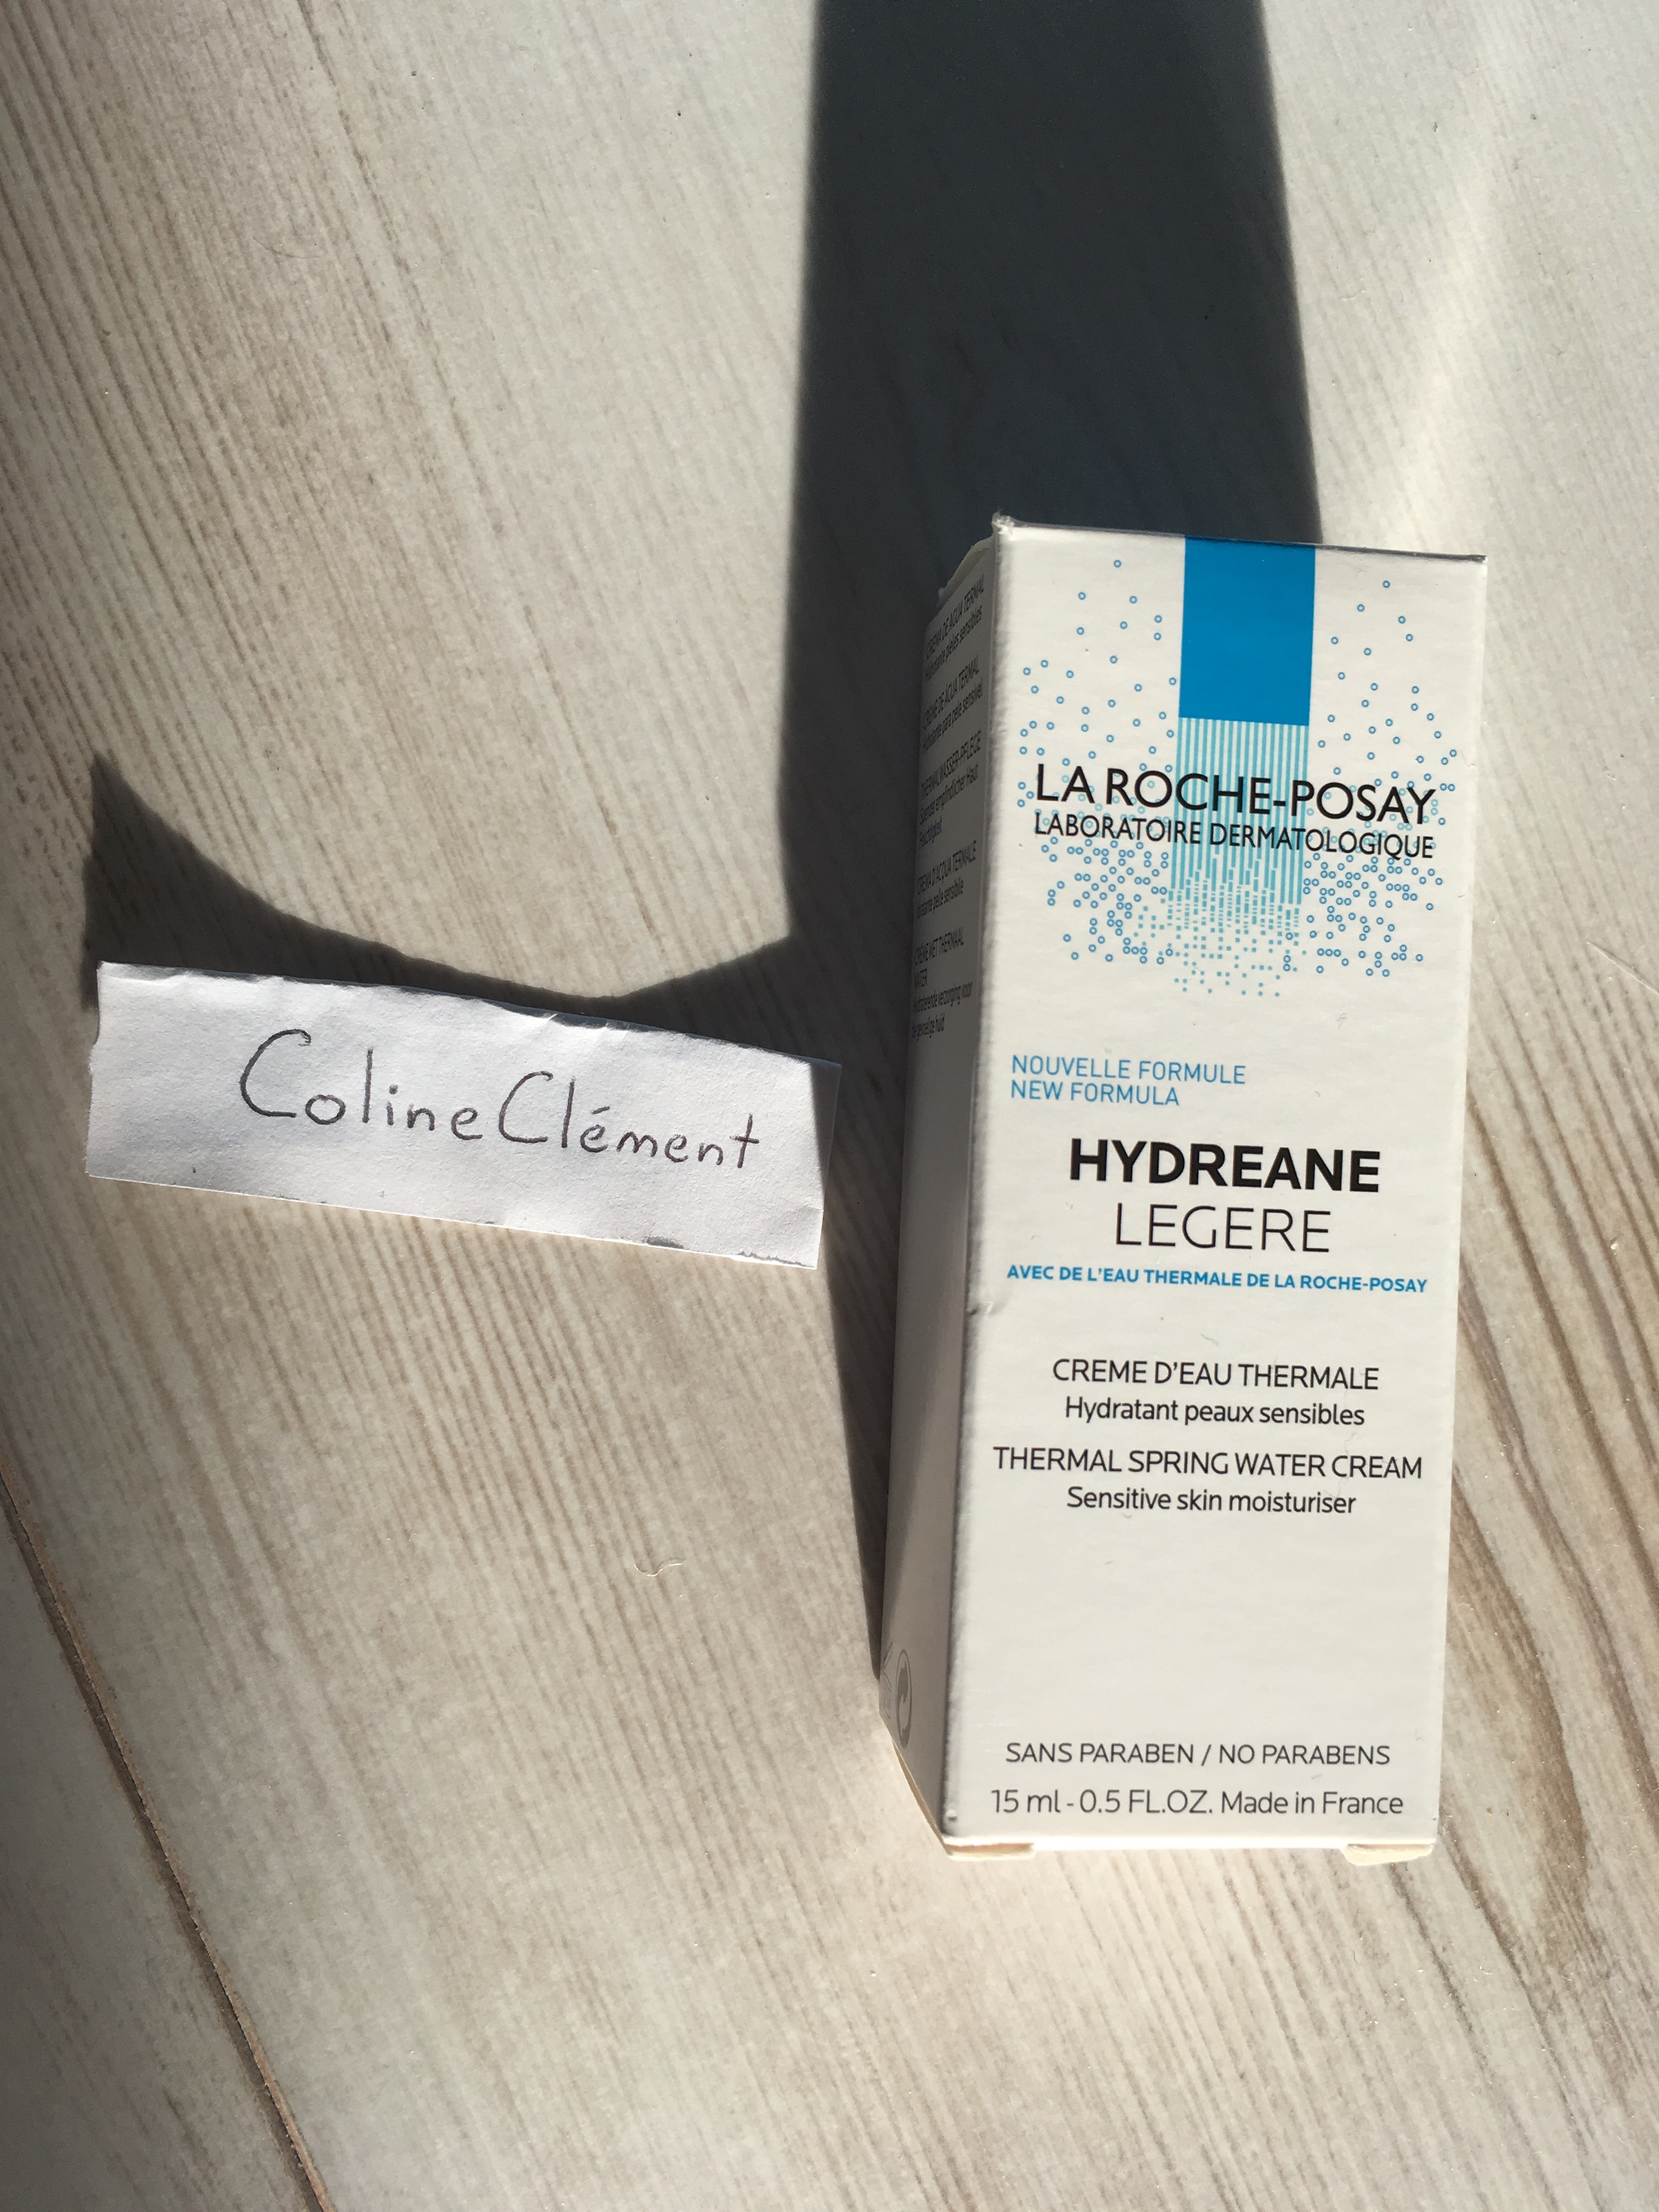 Coline Clément
LA ROCHE-POSAY
LABORATOIRE DERMATOLOGIQUE
NOUVELLE FORMULE
NEW FORMULA
HYDREANE
LEGERE
AVEC DE L'EAU THERMALE DE LA ROCHE-POSAY
CREME D'EAU THERMALE
Hydratant peaux sensibles
THERMAL SPRING WATER CREAM
Sensitive skin moisturiser
SANS PARABEN / NO PARABENS
15 ml - 0.5 FL.OZ. Made in France